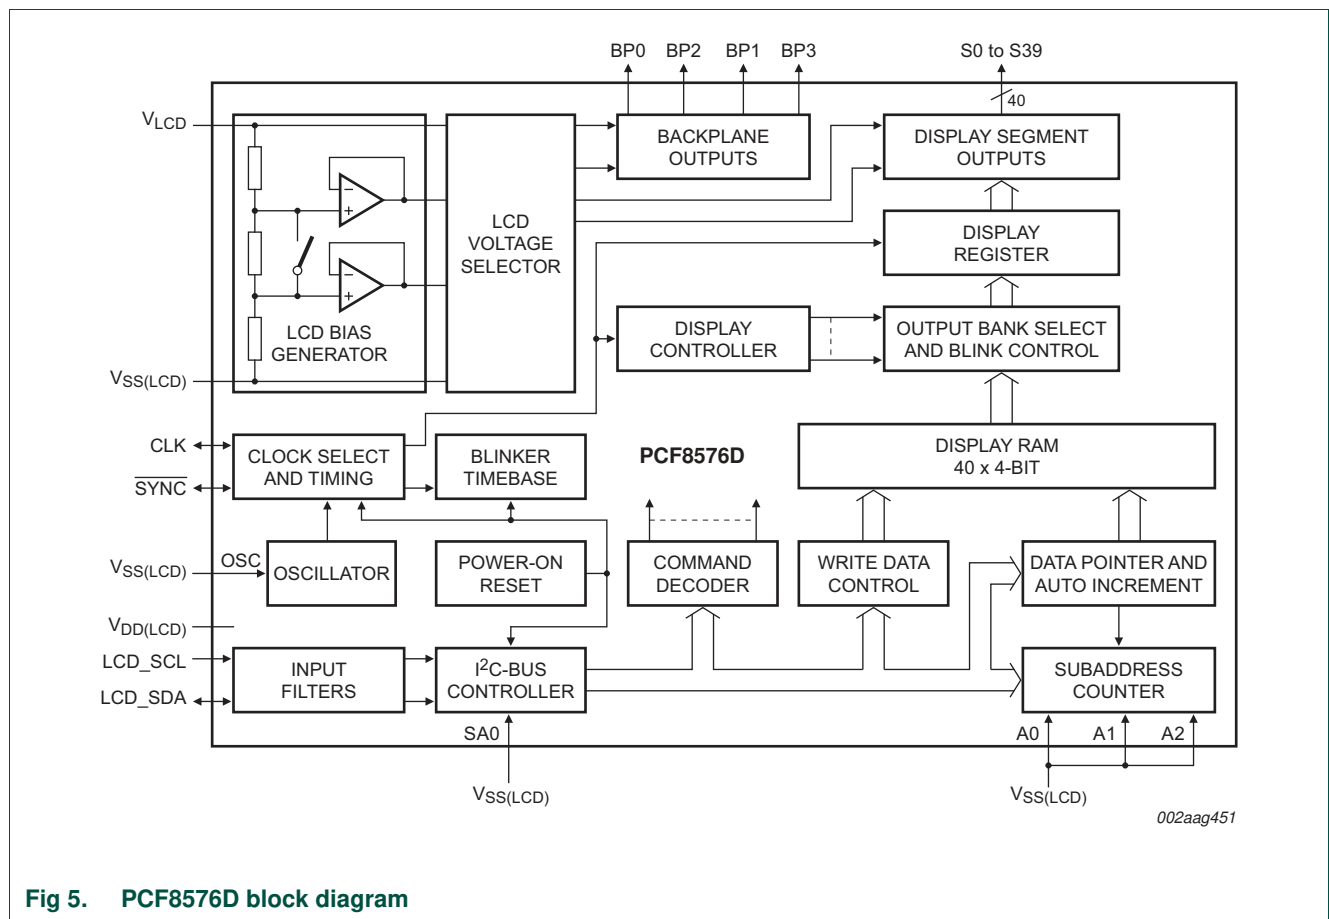 BP0 BP2 BP1 BP3 S0 to S39
40
VLCD
BACKPLANE
OUTPUTS
DISPLAY SEGMENT
OUTPUTS
−
+
LCD
VOLTAGE
SELECTOR
DISPLAY
REGISTER
−
+
LCD BIAS
GENERATOR
DISPLAY
CONTROLLER
OUTPUT BANK SELECT
AND BLINK CONTROL
VSS(LCD)
CLK
SYNC
CLOCK SELECT
AND TIMING
BLINKER
TIMEBASE
PCF8576D
DISPLAY RAM
40 x 4-BIT
VSS(LCD)
OSC
OSCILLATOR
POWER-ON
RESET
COMMAND
DECODER
WRITE DATA
CONTROL
DATA POINTER AND
AUTO INCREMENT
VDD(LCD)
LCD_SCL
LCD_SDA
INPUT
FILTERS
I2C-BUS
CONTROLLER
SUBADDRESS
COUNTER
SA0
A0 A1 A2
VSS(LCD)
VSS(LCD)
002aag451
Fig 5. PCF8576D block diagram